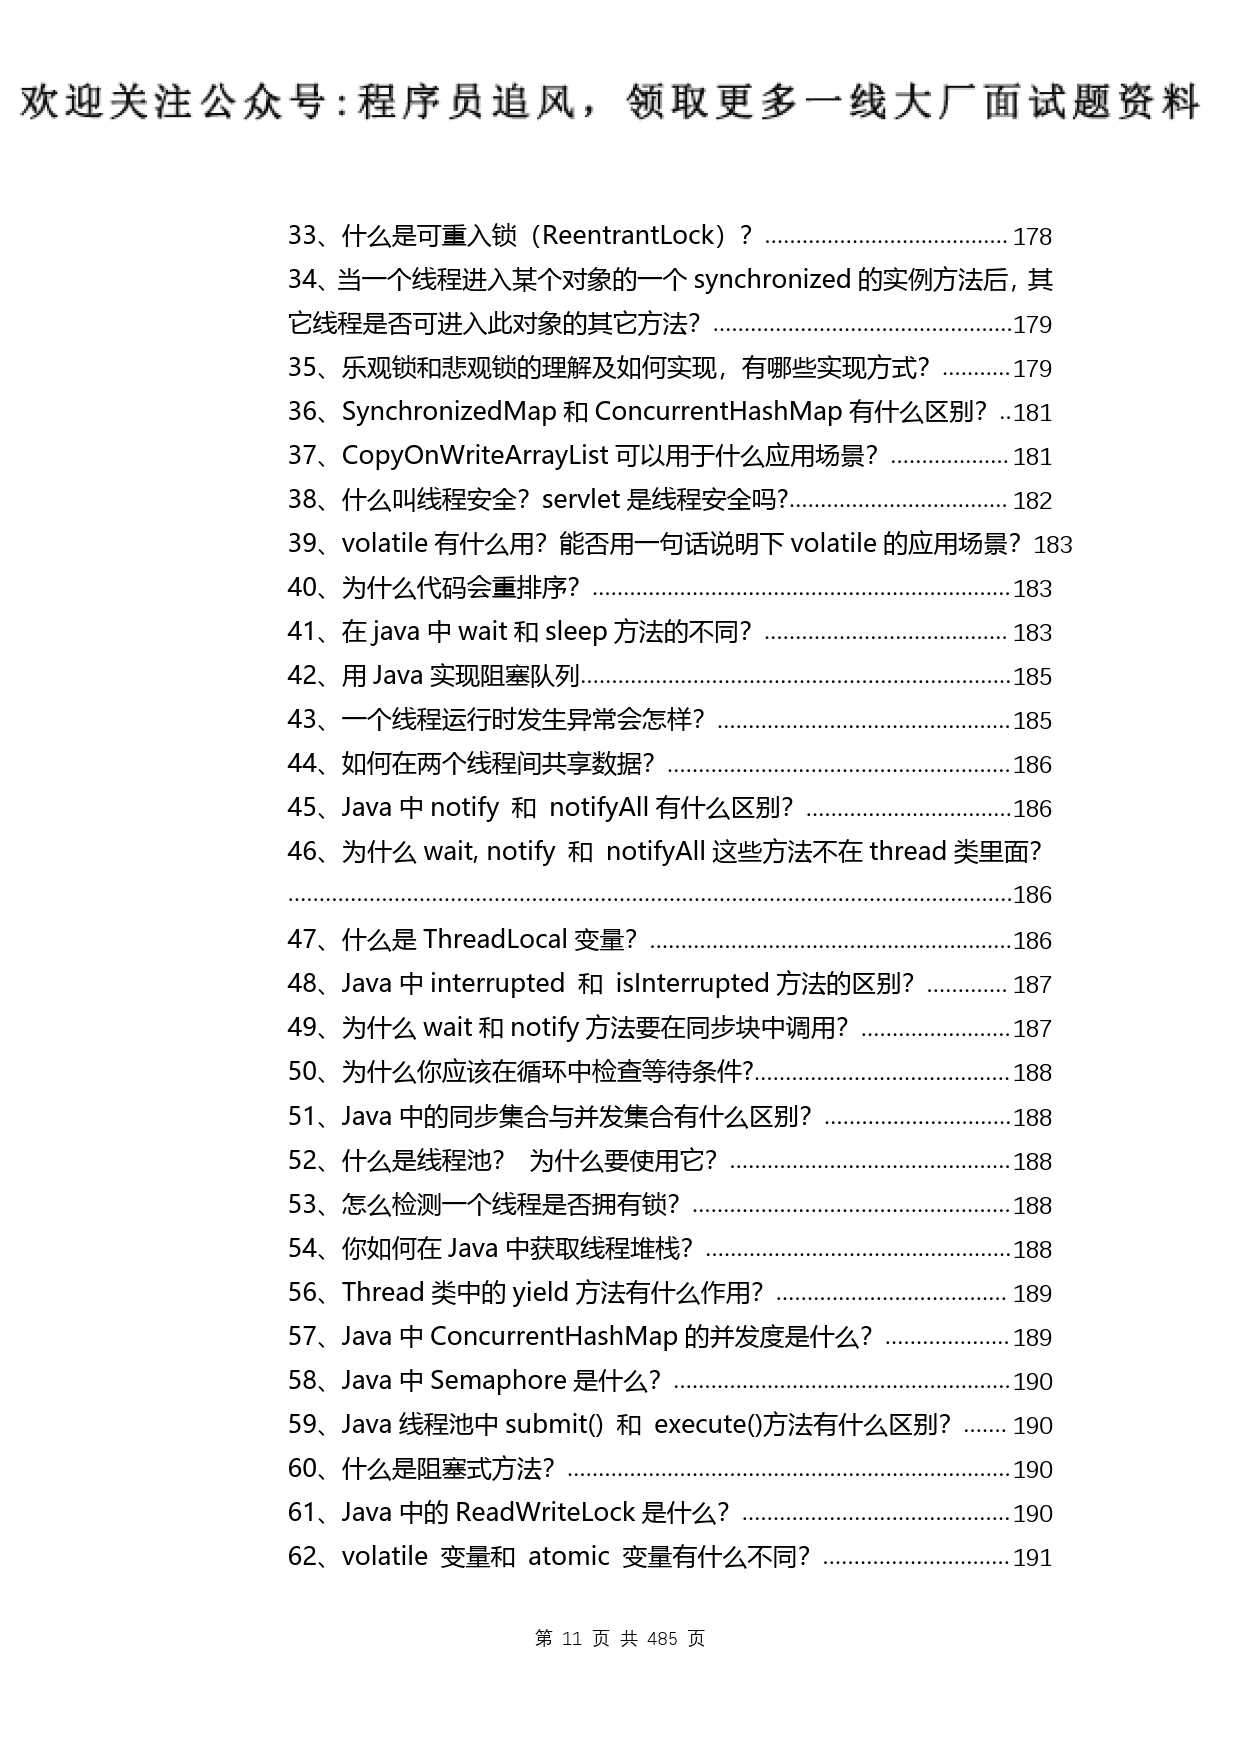 欢迎关注公众号:程序员追风，领取更多一线大厂面试题资料
33、什么是可重入锁（ReentrantLock）？ ....................................... 178
34、当一个线程进入某个对象的一个 synchronized 的实例方法后，其
它线程是否可进入此对象的其它方法？ ................................................179
35、乐观锁和悲观锁的理解及如何实现，有哪些实现方式？ ...........179
36、SynchronizedMap 和 ConcurrentHashMap 有什么区别？ ..181
37、CopyOnWriteArrayList 可以用于什么应用场景？ ................... 181
38、什么叫线程安全？servlet 是线程安全吗?................................... 182
39、volatile 有什么用？能否用一句话说明下 volatile 的应用场景？ 183
40、为什么代码会重排序？ ...................................................................183
41、在 java 中 wait 和 sleep 方法的不同？ ....................................... 183
42、用 Java 实现阻塞队列.....................................................................185
43、一个线程运行时发生异常会怎样？ ...............................................185
44、如何在两个线程间共享数据？ .......................................................186
45、Java 中 notify 和 notifyAll 有什么区别？ .................................186
46、为什么 wait, notify 和 notifyAll 这些方法不在 thread 类里面？
....................................................................................................................186
47、什么是 ThreadLocal 变量？ ..........................................................186
48、Java 中 interrupted 和 isInterrupted 方法的区别？ ............. 187
49、为什么 wait 和 notify 方法要在同步块中调用？ ........................187
50、为什么你应该在循环中检查等待条件?.........................................188
51、Java 中的同步集合与并发集合有什么区别？ ..............................188
52、什么是线程池？ 为什么要使用它？ .............................................188
53、怎么检测一个线程是否拥有锁？ ...................................................188
54、你如何在 Java 中获取线程堆栈？ .................................................188
56、Thread 类中的 yield 方法有什么作用？ ..................................... 189
57、Java 中 ConcurrentHashMap 的并发度是什么？ ....................189
58、Java 中 Semaphore 是什么？ ......................................................190
59、Java 线程池中 submit() 和 execute()方法有什么区别？ ....... 190
60、什么是阻塞式方法？ .......................................................................190
61、Java 中的 ReadWriteLock 是什么？ ...........................................190
62、volatile 变量和 atomic 变量有什么不同？ ..............................191
第 11 页 共 485 页